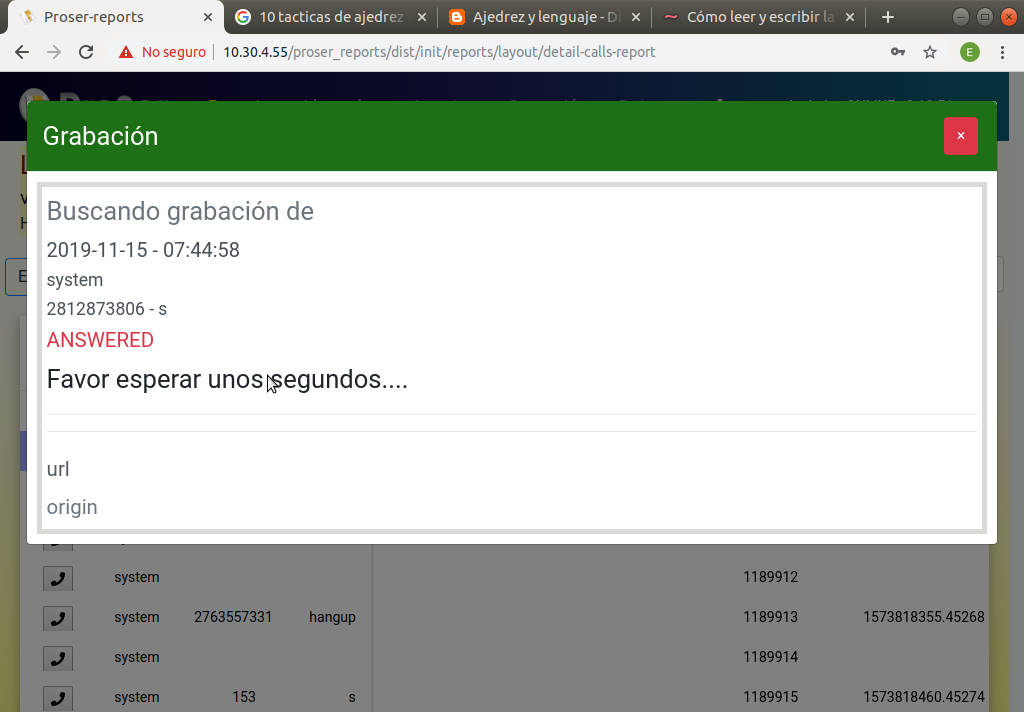 Proser-reports
10 tacticas de ajedrez
Ajedrez y lenguaje - D
Cómo leer y escribir la
No seguro
10.30.4.55/proser_reports/dist/init/reports/layout/detail-calls-report
E
Grabación
×
Buscando grabación de
2019-11-15 - 07:44:58
system
2812873806 - s
ANSWERED
Favor esperar unos segundos....
url
origin
system 1189912
system 2763557331 hangup 1189913 1573818355.45268
system 1189914
system 153 s 1189915 1573818460.45274